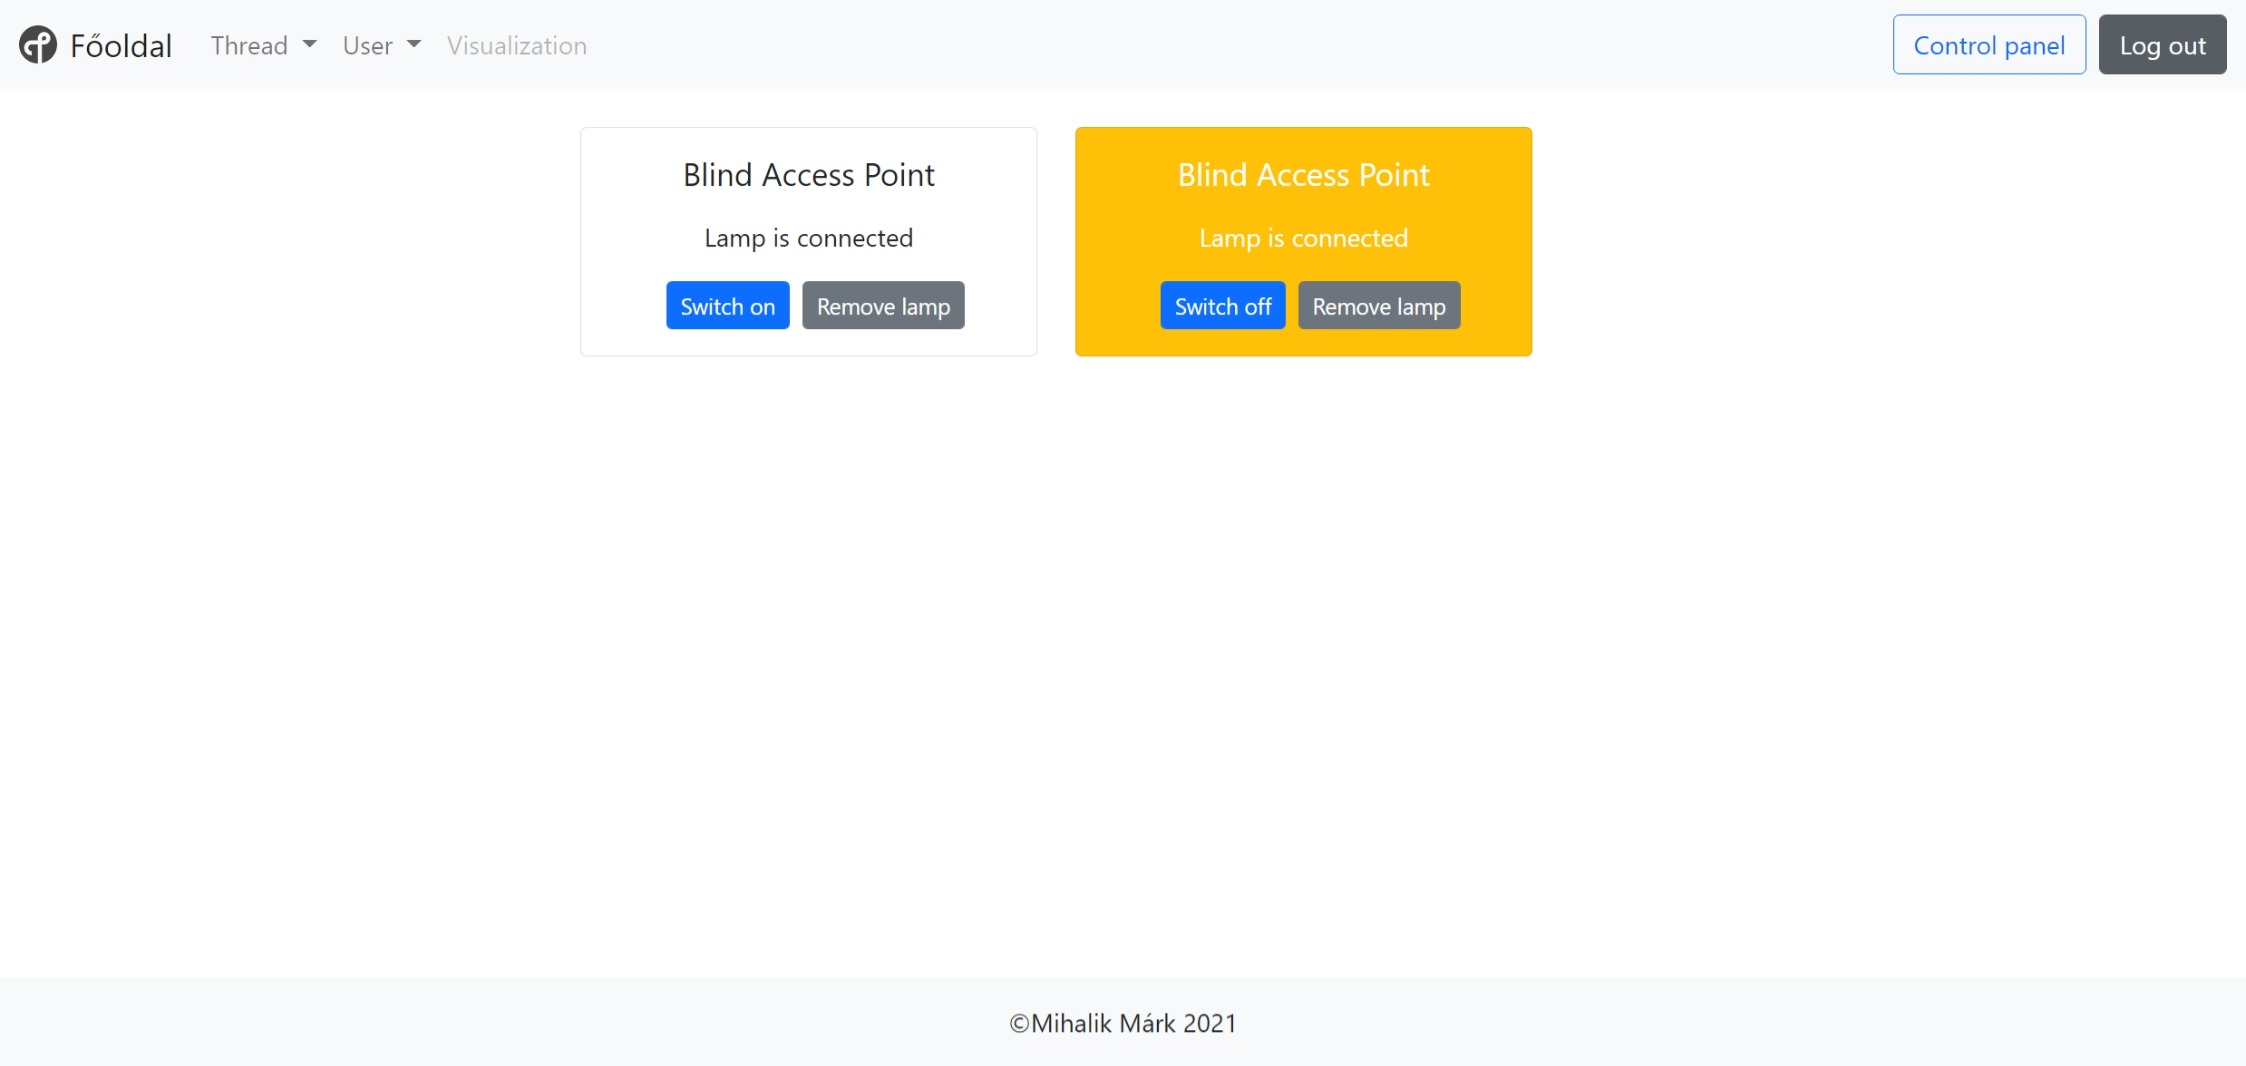 Főoldal Thread User Visualization Control panel Log out
Blind Access Point
Lamp is connected
Switch on Remove lamp
Blind Access Point
Lamp is connected
Switch off Remove lamp
©Mihalik Márk 2021